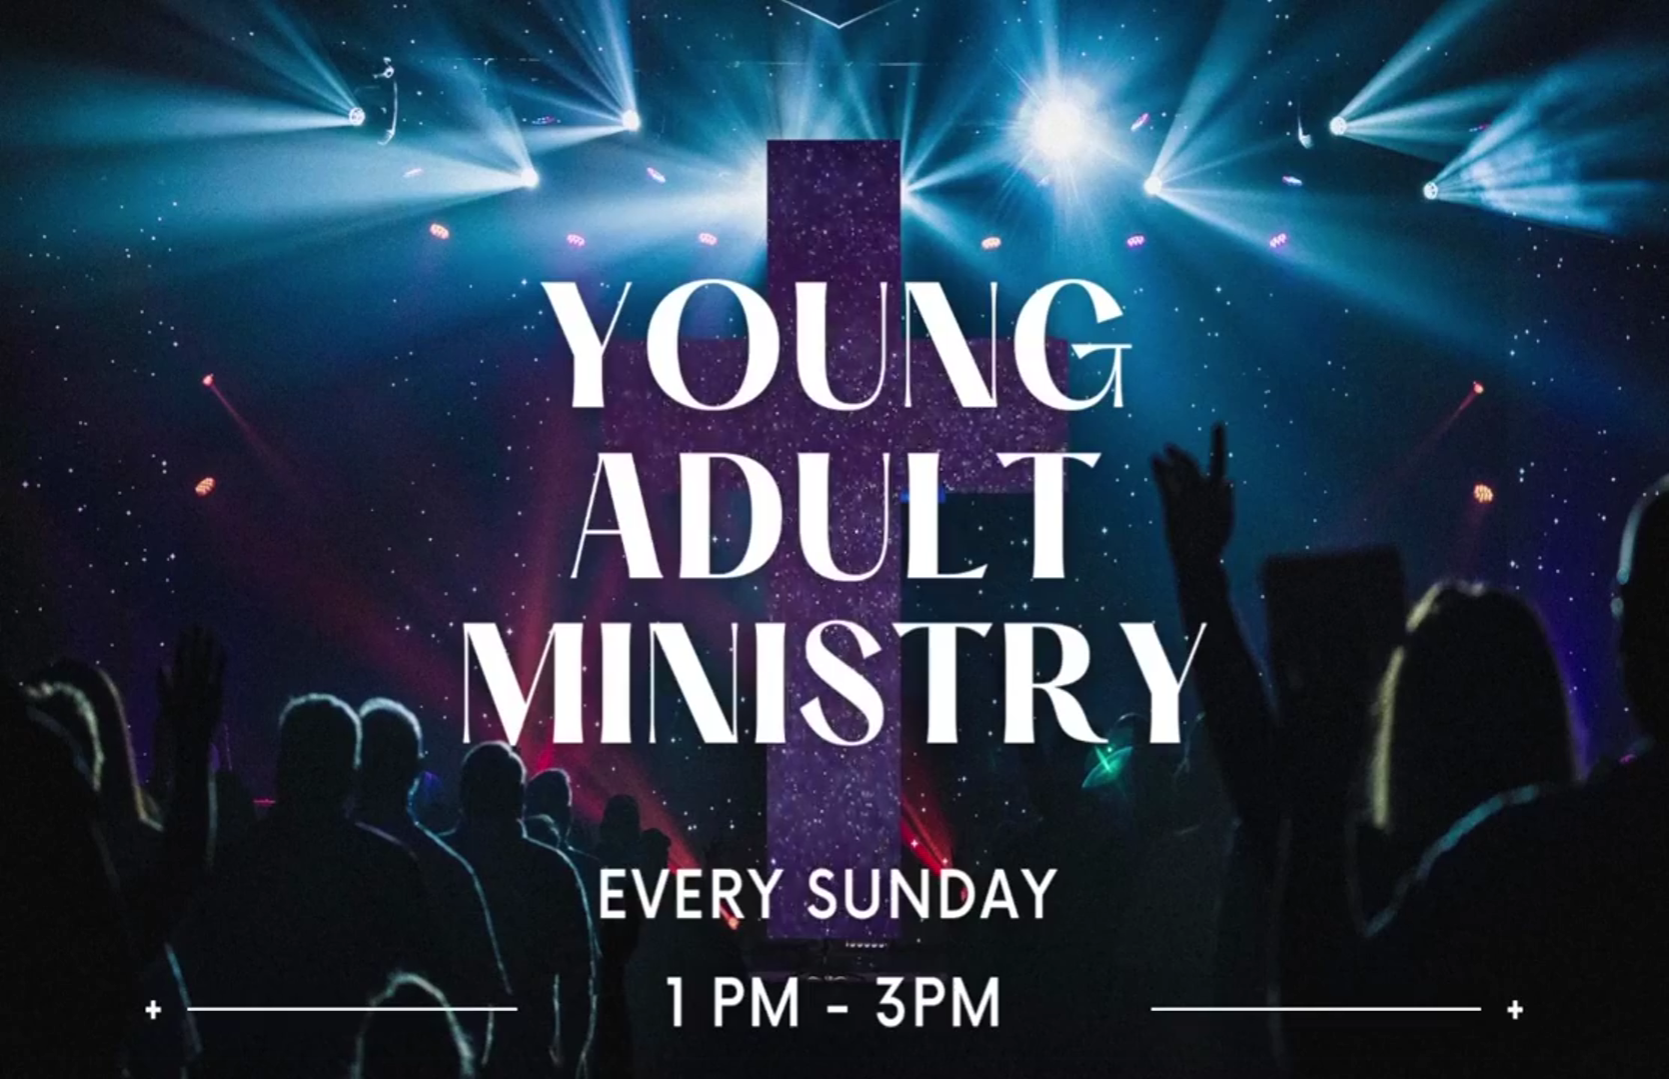 YOUNG
ADULT
MINISTRY
EVERY SUNDAY
1 PM - 3PM